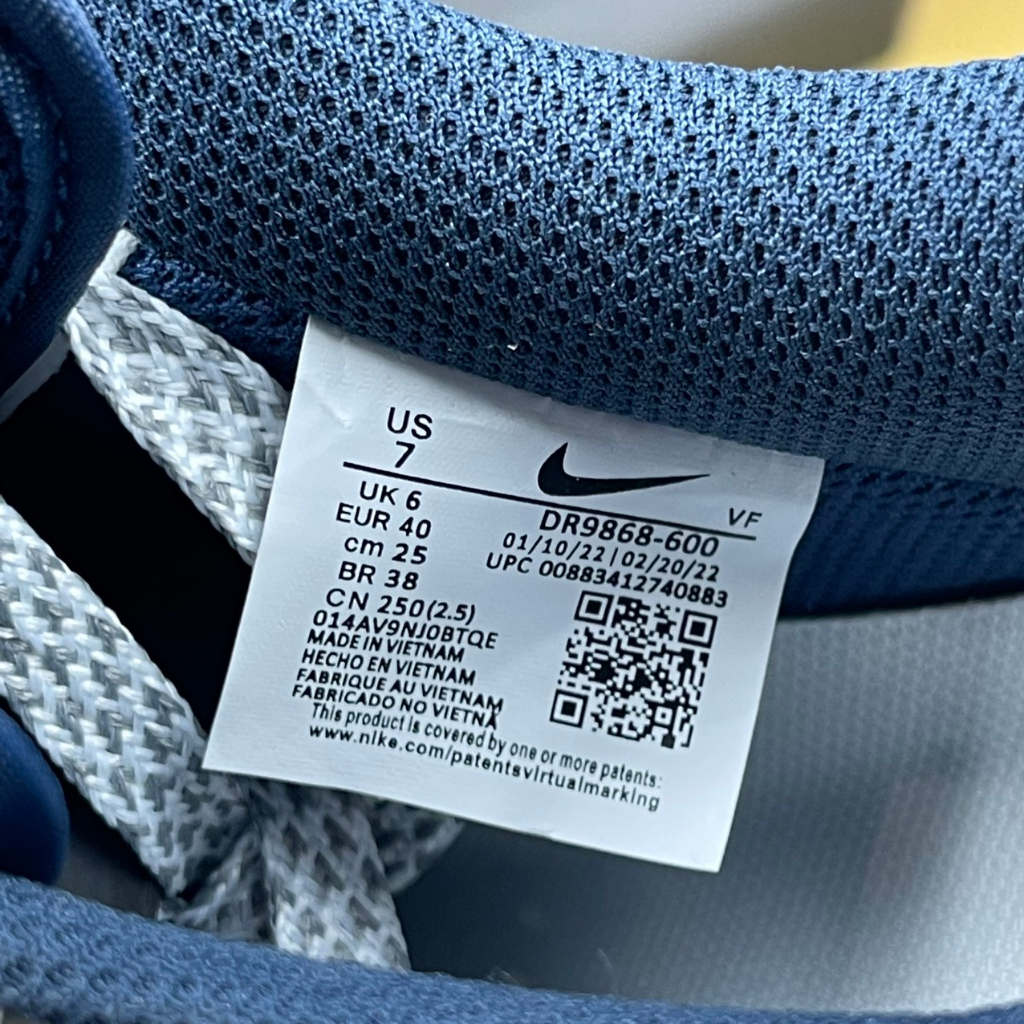 US
7
VF
UK 6
EUR 40
cm 25
BR 38
CN 250(2.5)
014AV9NJ0BTQE
MADE IN VIETNAM
HECHO EN VIETNAM
FABRIQUE AU VIETNAM
FABRICADO NO VIETNÃ
DR9868-600
01/10/22|02/20/22
UPC 00883412740883
This product is covered by one or more patents:
www.nike.com/patentsvirtualmarking